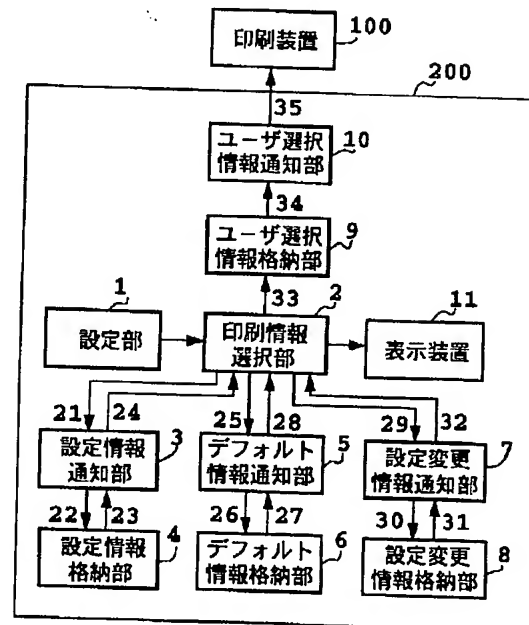 印刷装置
100
200
35
ユーザ選択
情報通知部
10
34
ユーザ選択
情報格納部
9
33
1
設定部
2
印刷情報
選択部
11
表示装置
21
24
25
28
29
32
設定情報
通知部
3
デフォルト
情報通知部
5
設定変更
情報通知部
7
22
23
26
27
30
31
設定情報
格納部
4
デフォルト
情報格納部
6
設定変更
情報格納部
8